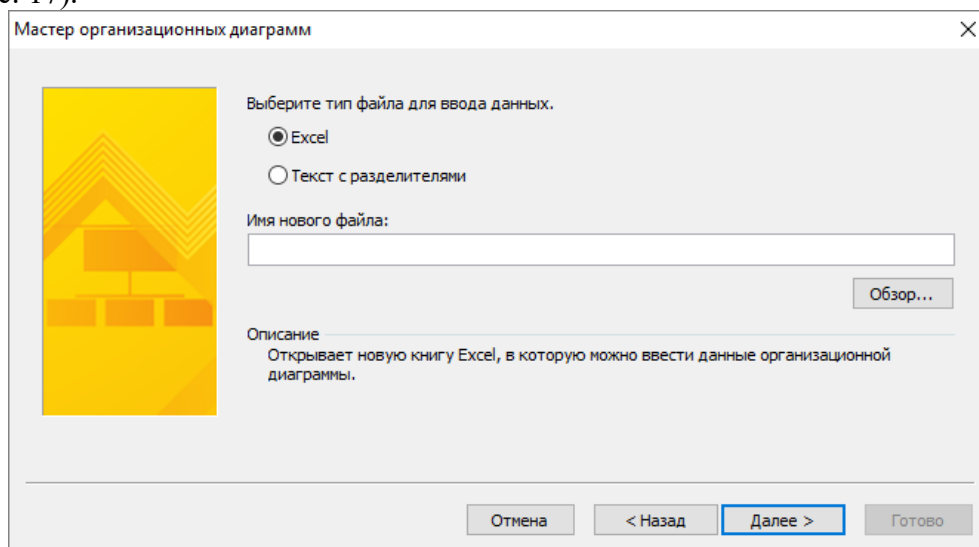 с. 17).
Мастер организационных диаграмм
Выберите тип файла для ввода данных.
Excel
Текст с разделителями
Имя нового файла:
Обзор...
Описание
Открывает новую книгу Excel, в которую можно ввести данные организационной
диаграммы.
Отмена
< Назад
Далее >
Готово